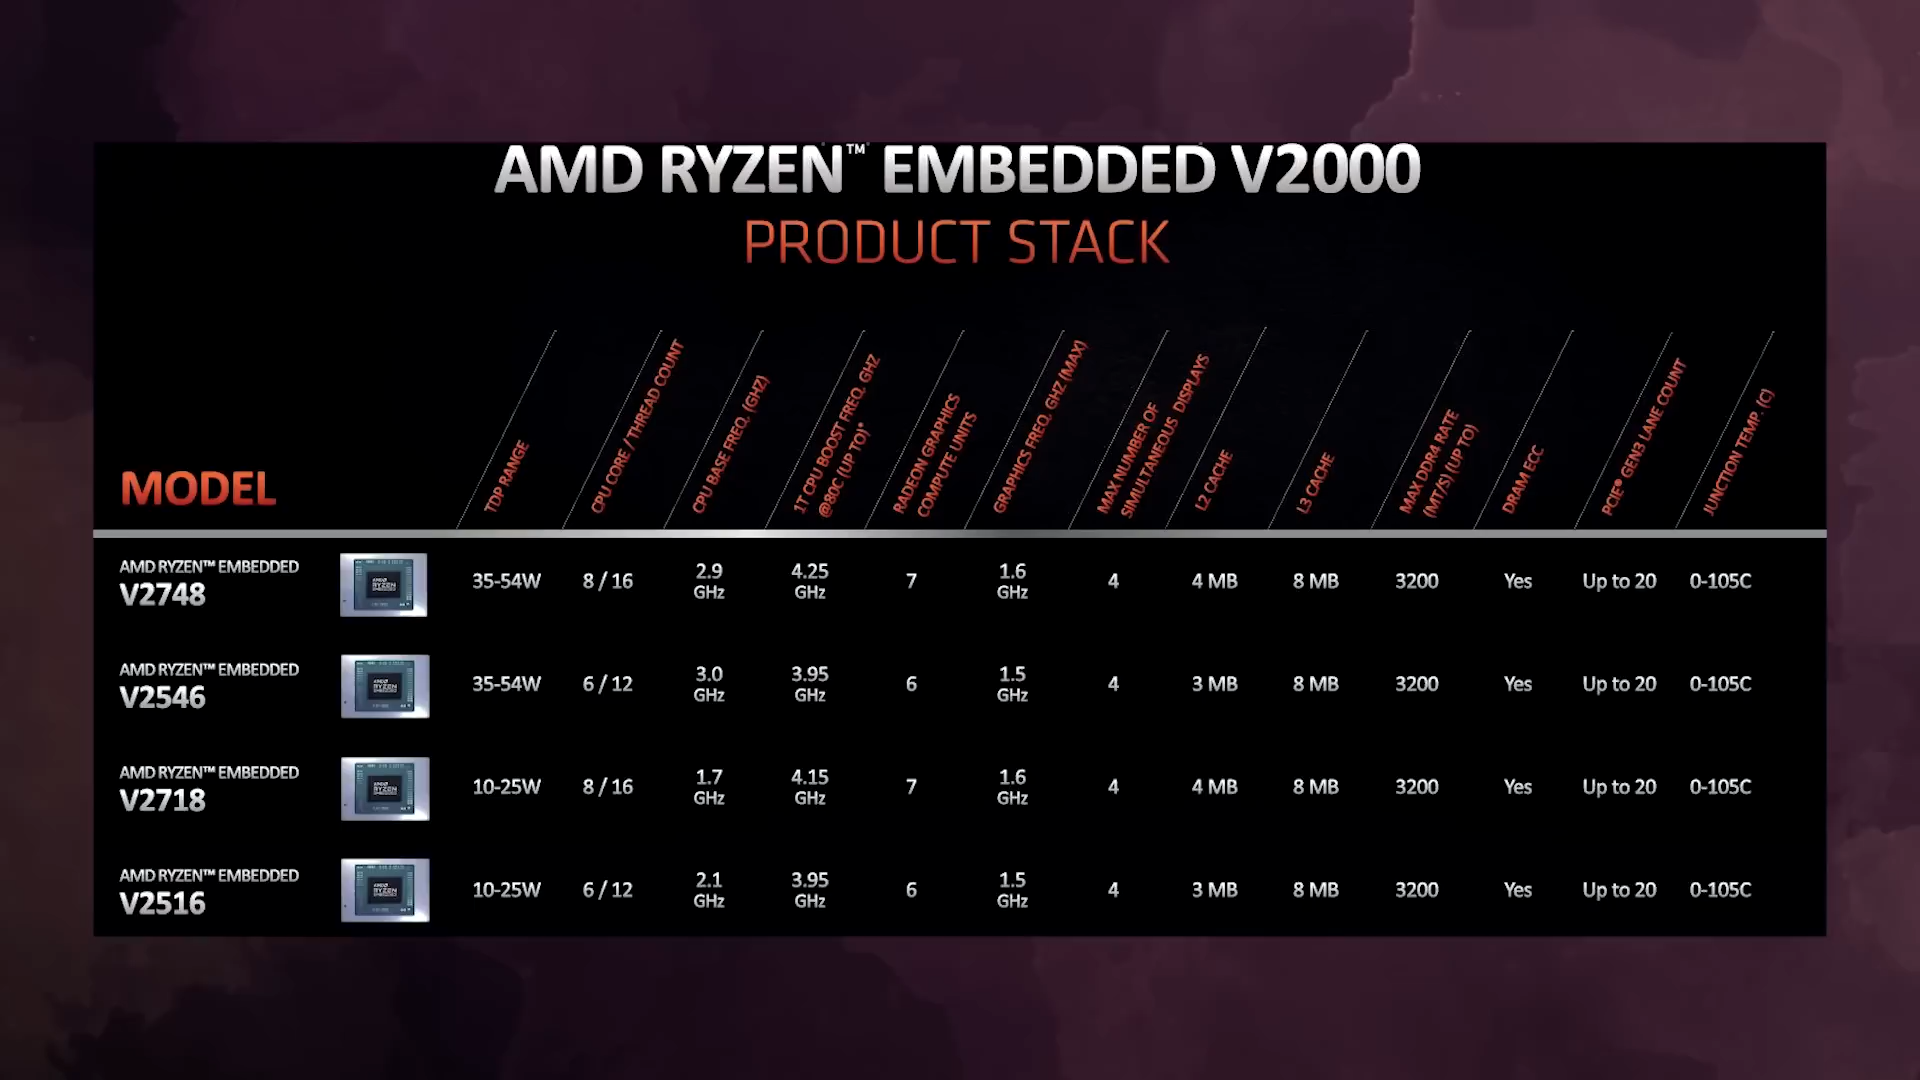 AMD RYZEN™ EMBEDDED V2000
PRODUCT STACK
MODEL
TDP RANGE
CPU CORE / THREAD COUNT
CPU BASE FREQ. (GHZ)
1T CPU BOOST FREQ. GHZ
@80C (UP TO)*
RADEON GRAPHICS
COMPUTE UNITS
GRAPHICS FREQ. GHZ (MAX)
MAX NUMBER OF
SIMULTANEOUS DISPLAYS
L2 CACHE
L3 CACHE
MAX DDR4 RATE
(MT/S) (UP TO)
DRAM ECC
PCIE® GEN3 LANE COUNT
JUNCTION TEMP. (C)
AMD RYZEN™ EMBEDDED
V2748
35-54W 8 / 16 2.9 GHz 4.25 GHz 7 1.6 GHz 4 4 MB 8 MB 3200 Yes Up to 20 0-105C
AMD RYZEN™ EMBEDDED
V2546
35-54W 6 / 12 3.0 GHz 3.95 GHz 6 1.5 GHz 4 3 MB 8 MB 3200 Yes Up to 20 0-105C
AMD RYZEN™ EMBEDDED
V2718
10-25W 8 / 16 1.7 GHz 4.15 GHz 7 1.6 GHz 4 4 MB 8 MB 3200 Yes Up to 20 0-105C
AMD RYZEN™ EMBEDDED
V2516
10-25W 6 / 12 2.1 GHz 3.95 GHz 6 1.5 GHz 4 3 MB 8 MB 3200 Yes Up to 20 0-105C